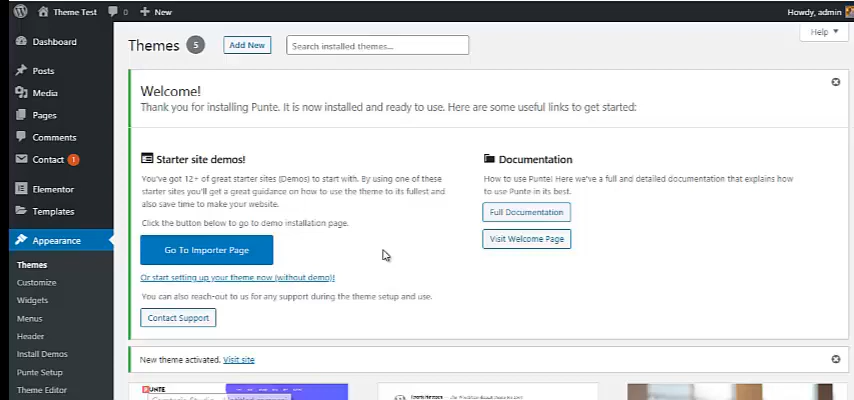 Theme Test 0 New Howdy, admin
Help
Dashboard
Posts
Media
Pages
Comments
Contact 1
Elementor
Templates
Appearance
Themes
Customize
Widgets
Menus
Header
Install Demos
Punte Setup
Theme Editor
Themes 5 Add New Search installed themes...
Welcome!
Thank you for installing Punte. It is now installed and ready to use. Here are some useful links to get started:
Starter site demos!
You've got 12+ of great starter sites (Demos) to start with. By using one of these
starter sites you'll get a great guidance on how to use the theme to its fullest and
also save time to make your website.
Click the button below to go to demo installation page.
Go To Importer Page
Or start setting up your theme now (without demo)!
You can also reach-out to us for any support during the theme setup and use.
Contact Support
Documentation
How to use Punte! Here we've a full and detailed documentation that explains how
to use Punte in its best.
Full Documentation
Visit Welcome Page
New theme activated. Visit site
PUNTE